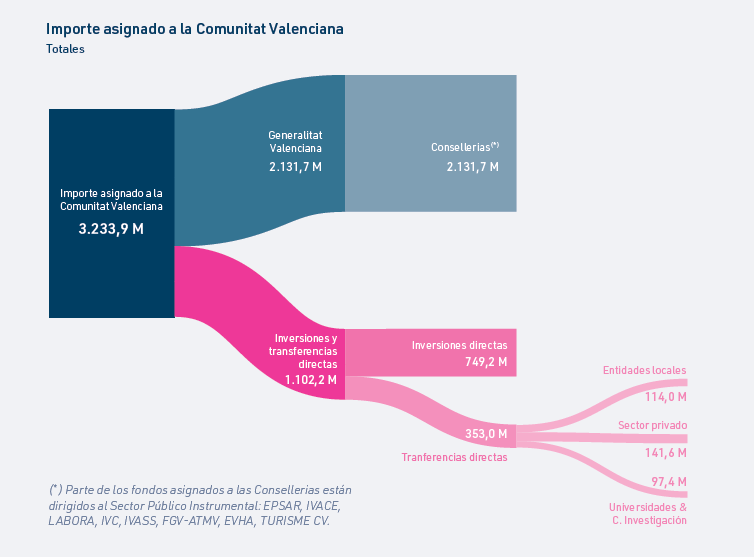 Importe asignado a la Comunitat Valenciana
Totales
Importe asignado a la
Comunitat Valenciana
3.233,9 M
Generalitat
Valenciana
2.131,7 M
Consellerias(*)
2.131,7 M
Inversiones y
transferencias
directas
1.102,2 M
Inversiones directas
749,2 M
353,0 M
Tranferencias directas
Entidades locales
114,0 M
Sector privado
141,6 M
97,4 M
Universidades &
C. Investigación
(*) Parte de los fondos asignados a las Consellerias están
dirigidos al Sector Público Instrumental: EPSAR, IVACE,
LABORA, IVC, IVASS, FGV-ATMV, EVHA, TURISME CV.